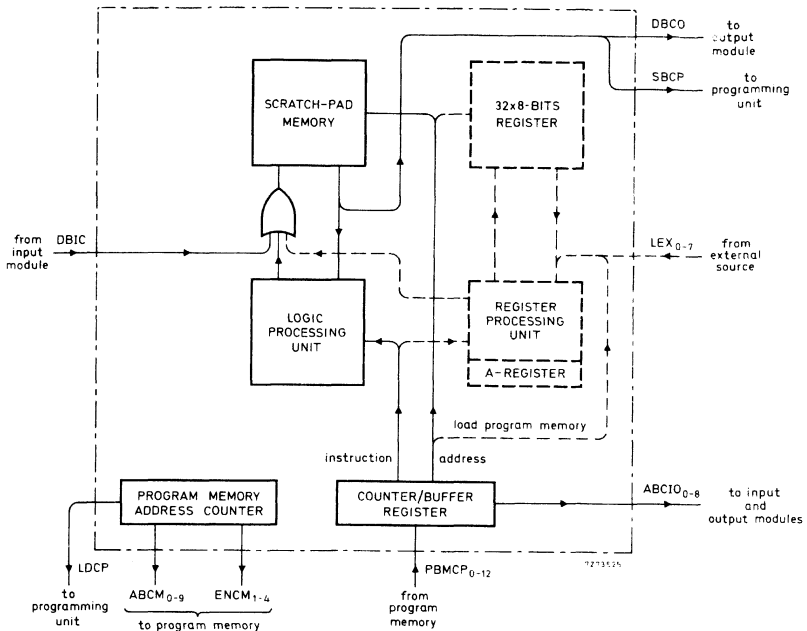 DBCO
to
output
module
SBCP
to
programming
unit
SCRATCH-PAD
MEMORY
32x8-BITS
REGISTER
from
input
module
DBIC
LEX0-7
from
external
source
LOGIC
PROCESSING
UNIT
REGISTER
PROCESSING
UNIT
A-REGISTER
load program memory
instruction
address
PROGRAM MEMORY
ADDRESS COUNTER
COUNTER/BUFFER
REGISTER
ABCIO0-8
to input
and
output modules
7Z73525
LDCP
to
programming
unit
ABCM0-9
ENCM1-4
to program memory
PBMCP0-12
from
program
memory